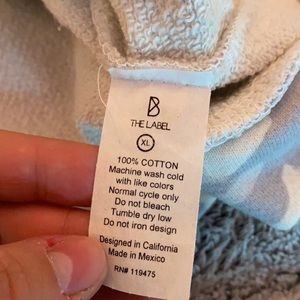 B
THE LABEL
XL
100% COTTON
Machine wash cold
with like colors
Normal cycle only
Do not bleach
Tumble dry low
Do not iron design
Designed in California
Made in Mexico
RN# 119475